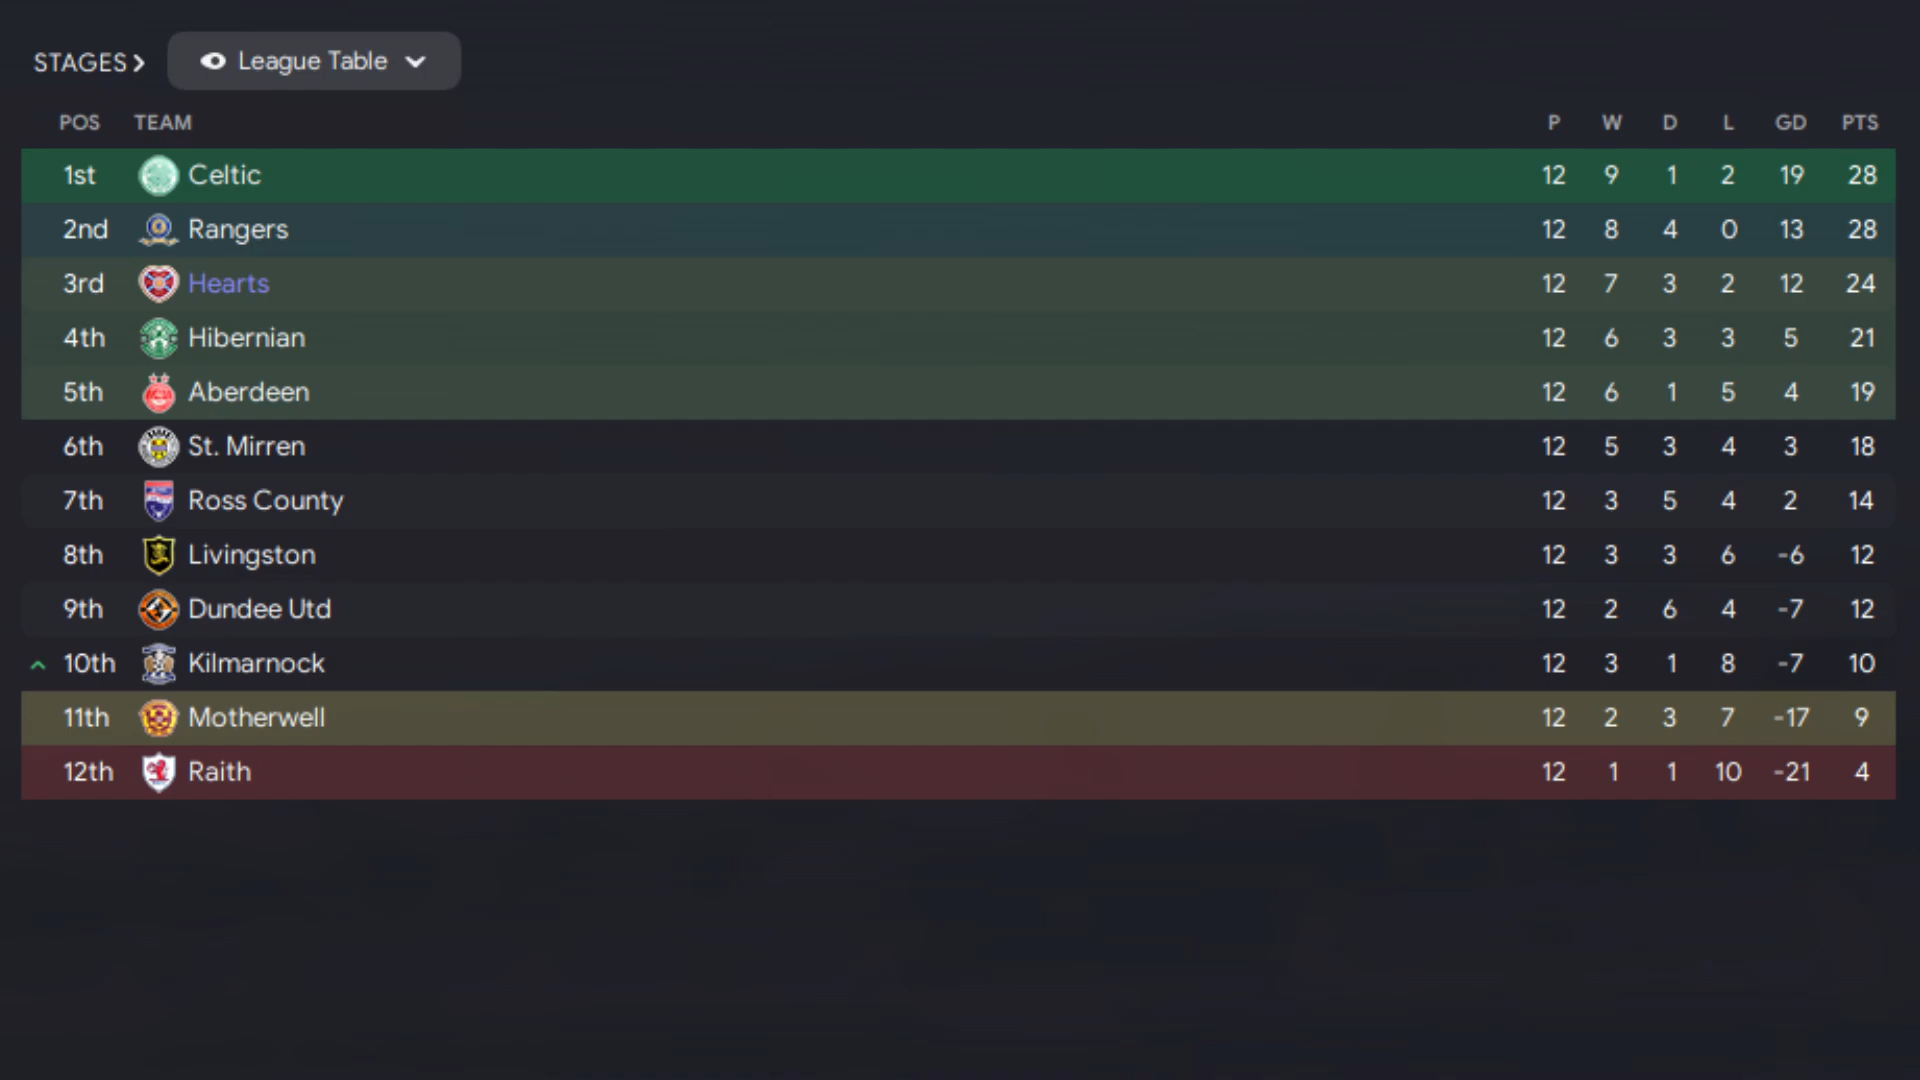 STAGES League Table
POS TEAM P W D L GD PTS
1st Celtic 12 9 1 2 19 28
2nd Rangers 12 8 4 0 13 28
3rd Hearts 12 7 3 2 12 24
4th Hibernian 12 6 3 3 5 21
5th Aberdeen 12 6 1 5 4 19
6th St. Mirren 12 5 3 4 3 18
7th Ross County 12 3 5 4 2 14
8th Livingston 12 3 3 6 -6 12
9th Dundee Utd 12 2 6 4 -7 12
10th Kilmarnock 12 3 1 8 -7 10
11th Motherwell 12 2 3 7 -17 9
12th Raith 12 1 1 10 -21 4